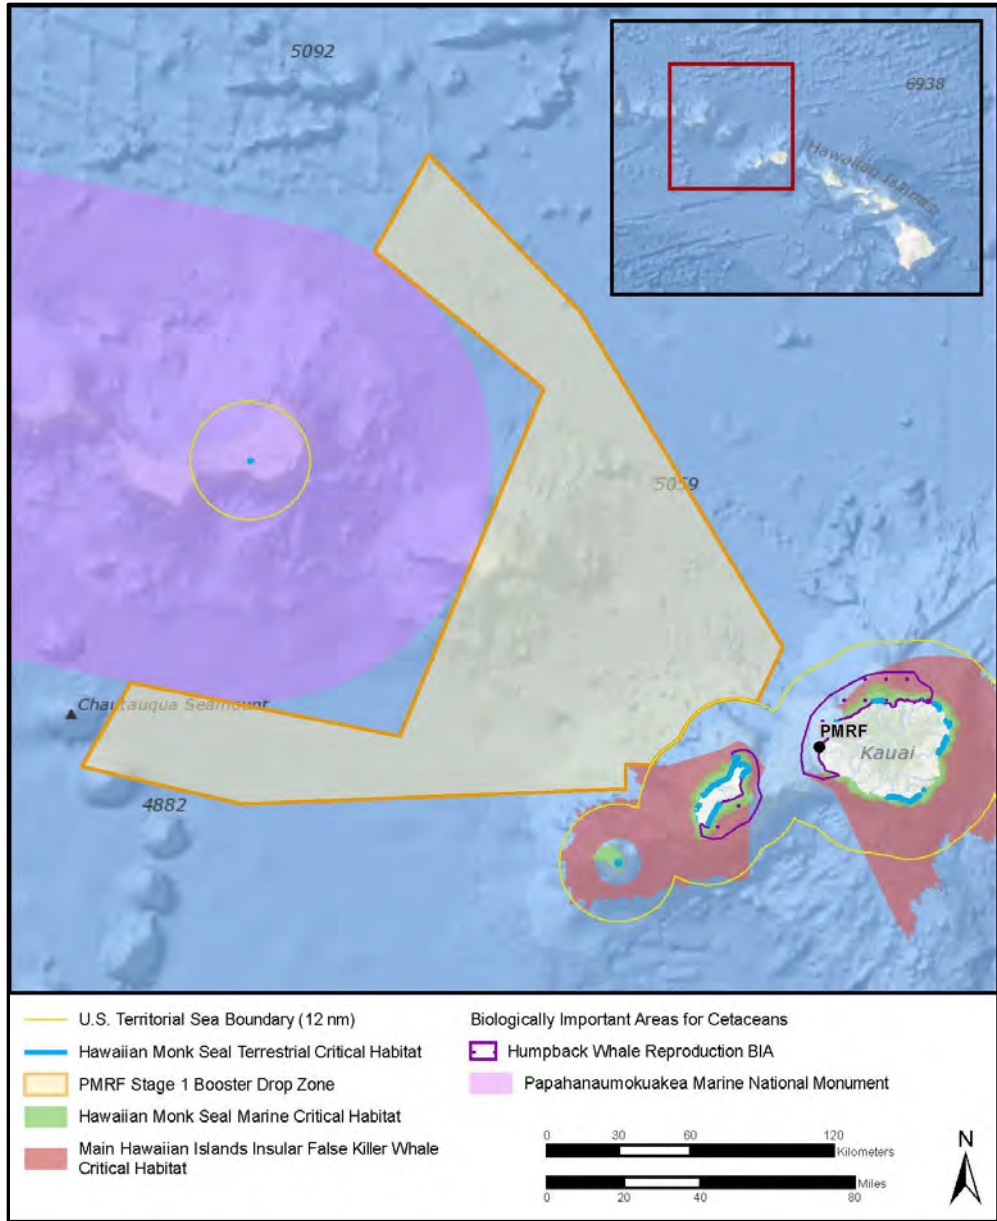 5092
6938
Hawaiian Islands
5059
Chautauqua Seamount
PMRF
Kauai
4882
U.S. Territorial Sea Boundary (12 nm)
Hawaiian Monk Seal Terrestrial Critical Habitat
PMRF Stage 1 Booster Drop Zone
Hawaiian Monk Seal Marine Critical Habitat
Main Hawaiian Islands Insular False Killer Whale
Critical Habitat
Biologically Important Areas for Cetaceans
Humpback Whale Reproduction BIA
Papahanaumokuakea Marine National Monument
0 30 60 120
Kilometers
Miles
0 20 40 80
N